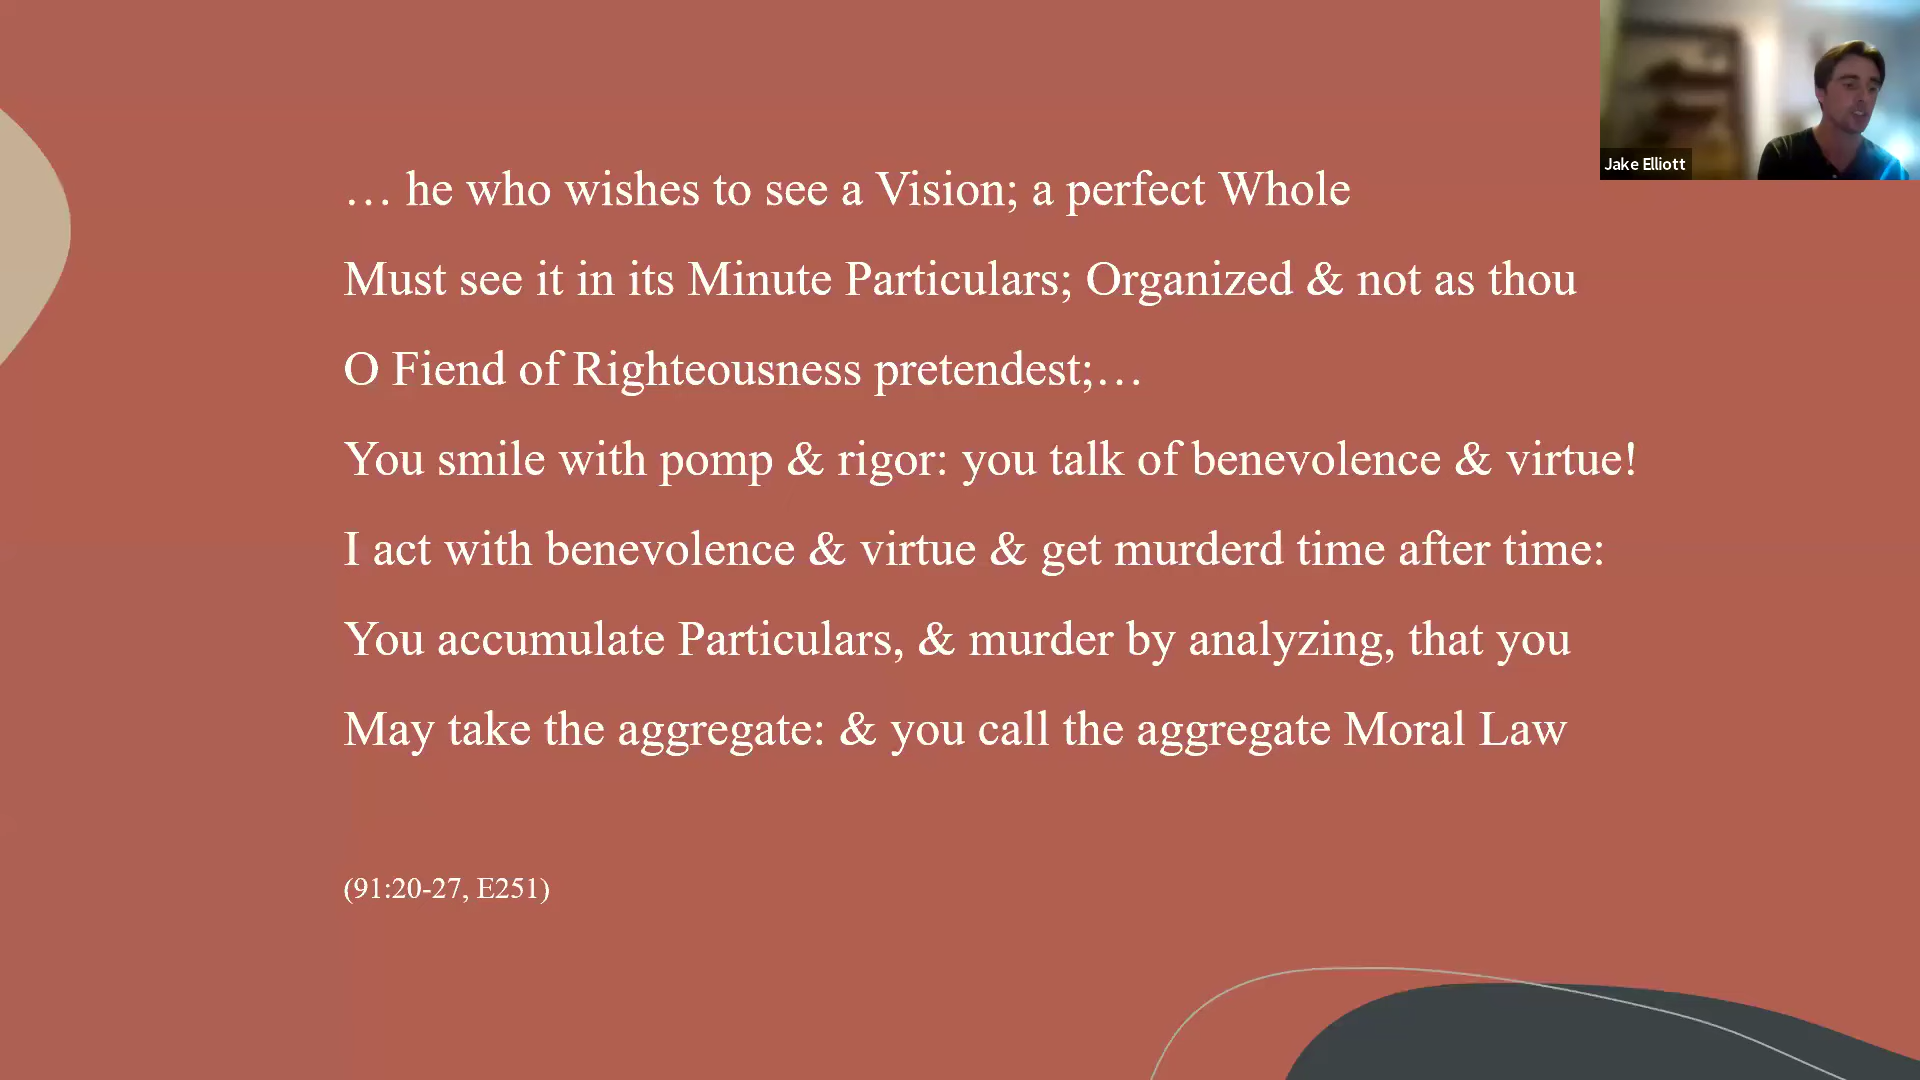 … he who wishes to see a Vision; a perfect Whole
Must see it in its Minute Particulars; Organized & not as thou
O Fiend of Righteousness pretendest;…
You smile with pomp & rigor: you talk of benevolence & virtue!
I act with benevolence & virtue & get murderd time after time:
You accumulate Particulars, & murder by analyzing, that you
May take the aggregate: & you call the aggregate Moral Law
(91:20-27, E251)
Jake Elliott